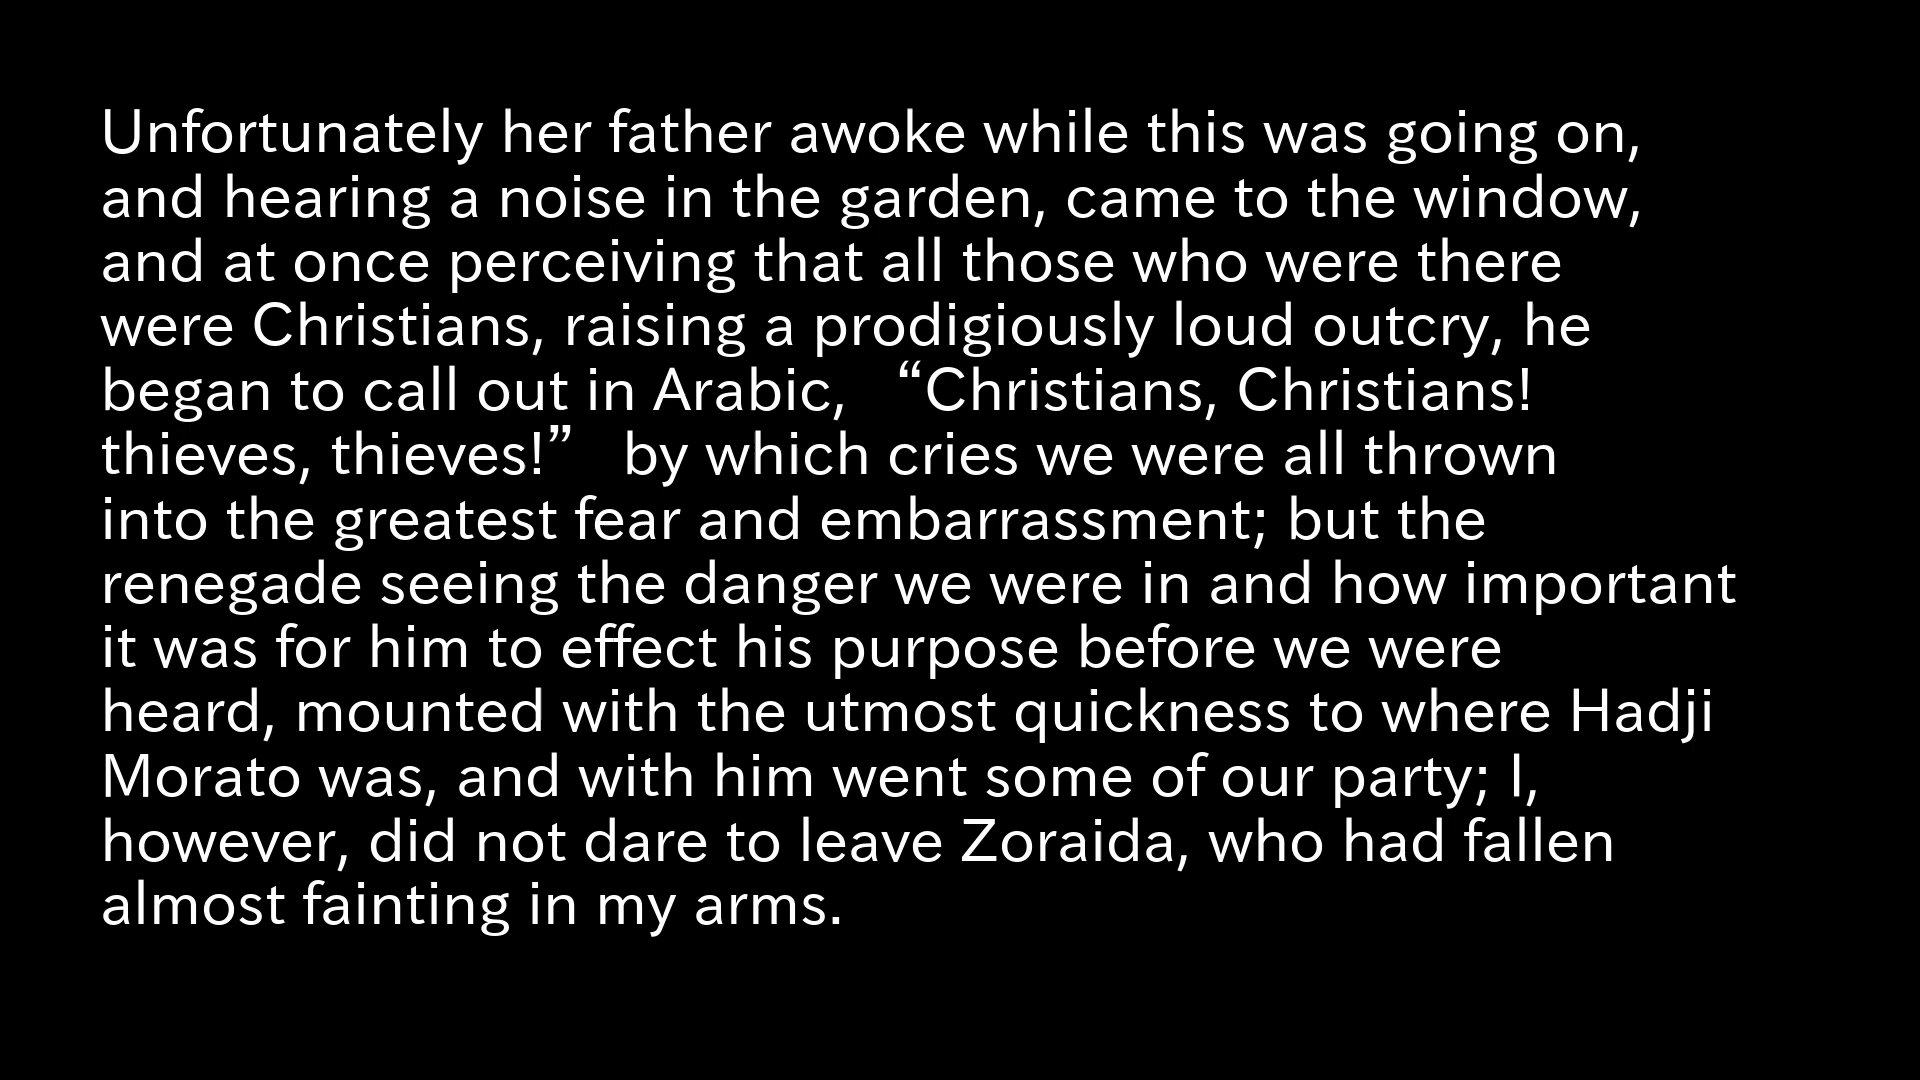 Unfortunately her father awoke while this was going on,
and hearing a noise in the garden, came to the window,
and at once perceiving that all those who were there
were Christians, raising a prodigiously loud outcry, he
began to call out in Arabic, “Christians, Christians!
thieves, thieves!” by which cries we were all thrown
into the greatest fear and embarrassment; but the
renegade seeing the danger we were in and how important
it was for him to effect his purpose before we were
heard, mounted with the utmost quickness to where Hadji
Morato was, and with him went some of our party; I,
however, did not dare to leave Zoraida, who had fallen
almost fainting in my arms.